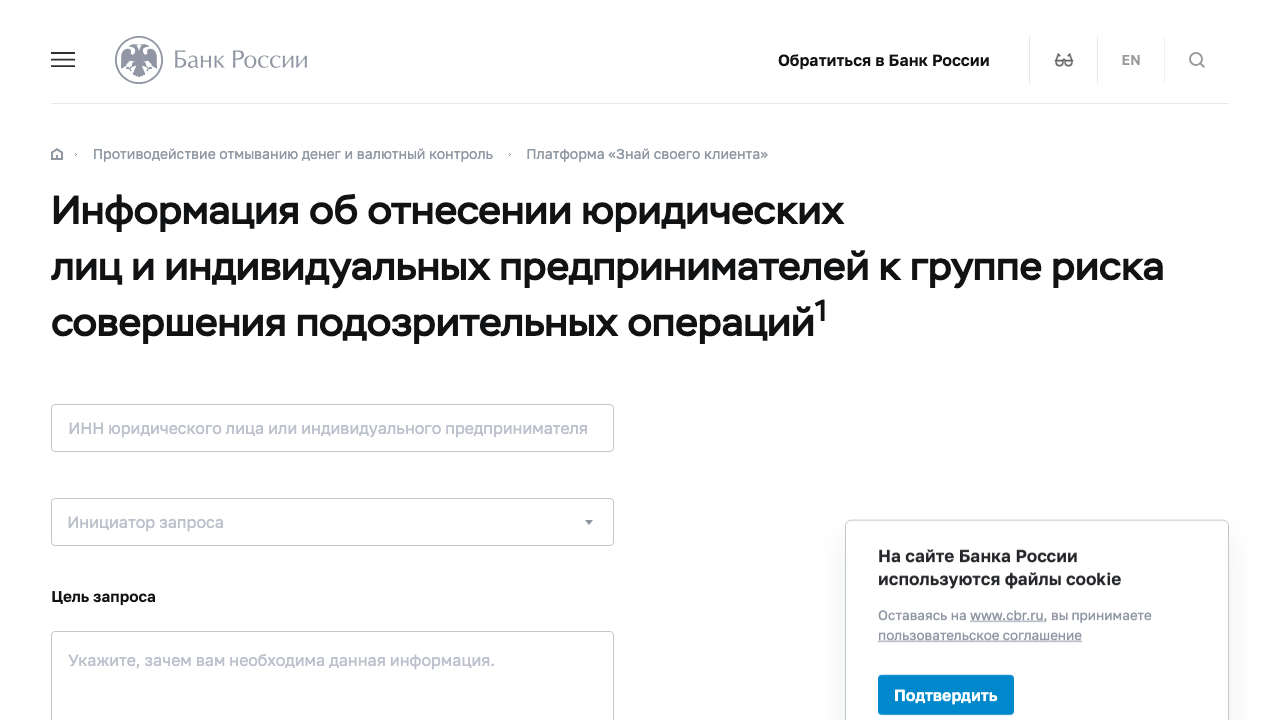 Банк России
Обратиться в Банк России
EN
Противодействие отмыванию денег и валютный контроль
Платформа «Знай своего клиента»
Информация об отнесении юридических
лиц и индивидуальных предпринимателей к группе риска
совершения подозрительных операций1
ИНН юридического лица или индивидуального предпринимателя
Инициатор запроса
Цель запроса
Укажите, зачем вам необходима данная информация.
На сайте Банка России
используются файлы cookie
Оставаясь на www.cbr.ru, вы принимаете
пользовательское соглашение
Подтвердить